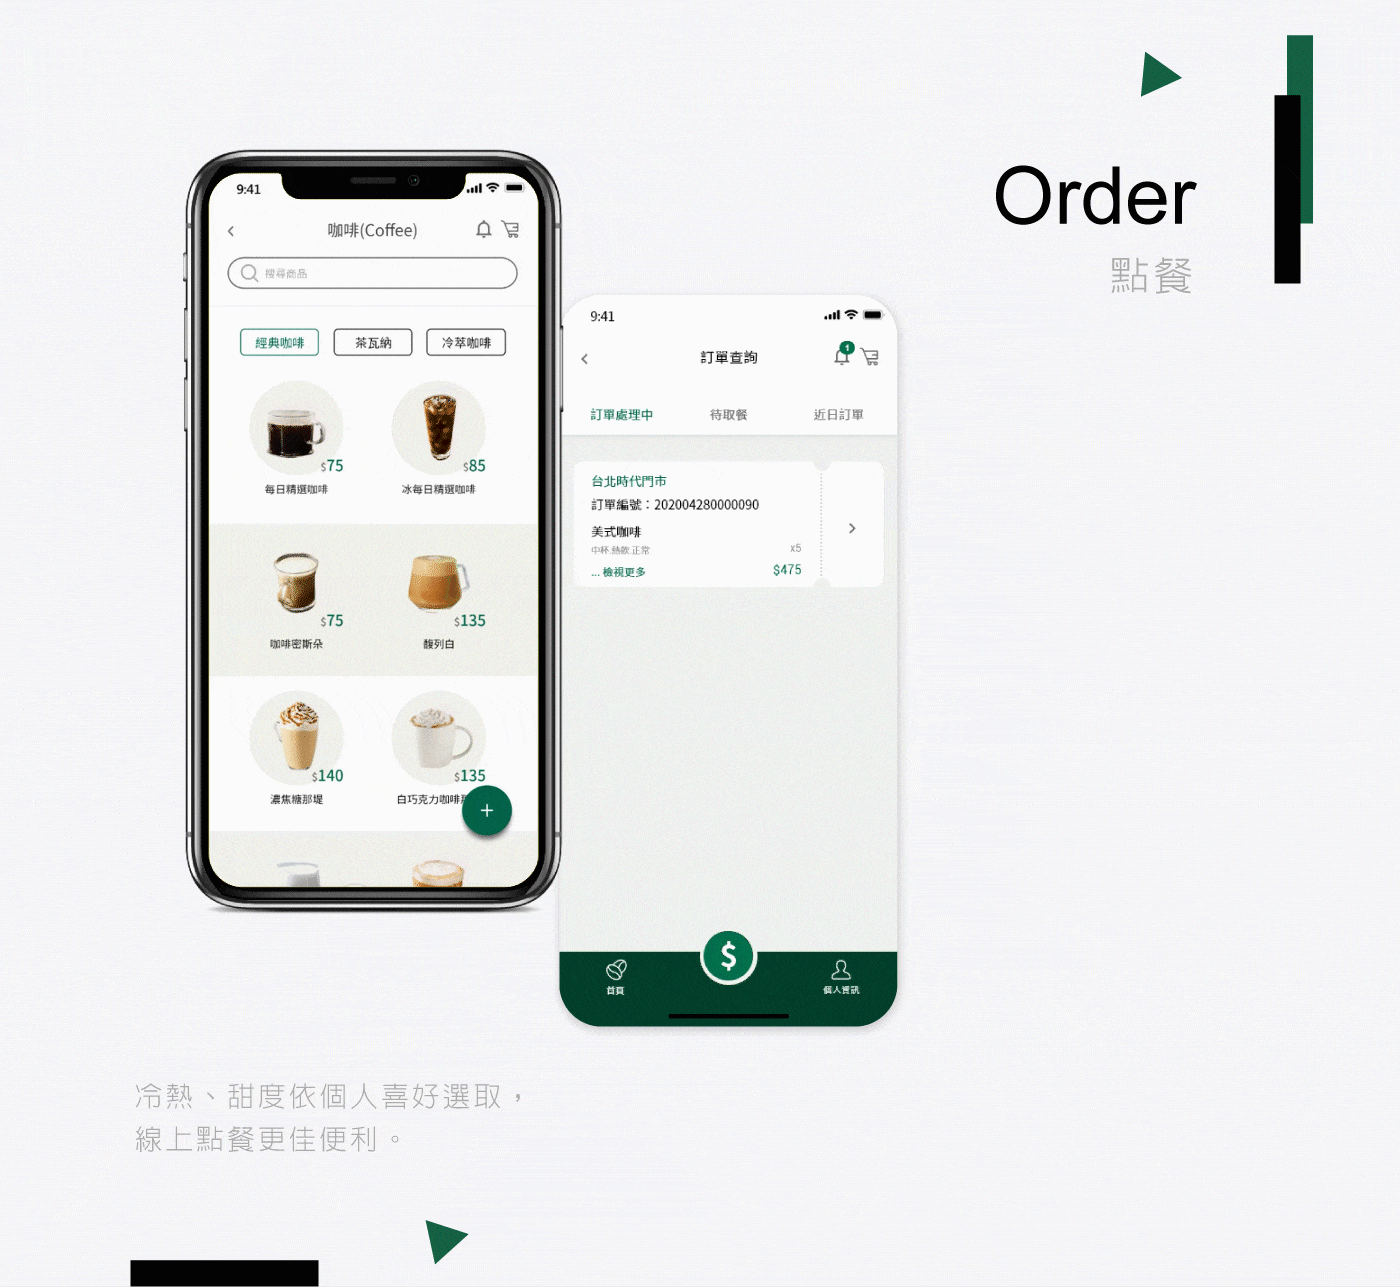 Order
點餐
9:41
咖啡(Coffee)
搜尋商品
經典咖啡 茶瓦納 冷萃咖啡
$75 $85
每日精選咖啡 冰每日精選咖啡
$75 $135
咖啡密斯朵 馥列白
$140 $135
濃焦糖那堤 白巧克力咖啡
+
9:41
訂單查詢
1
訂單處理中 待取餐 近日訂單
台北時代門市
訂單編號：202004280000090
美式咖啡
中杯.熱飲.正常 x5
... 檢視更多 $475
$
首頁 個人資訊
冷熱、甜度依個人喜好選取，
線上點餐更佳便利。